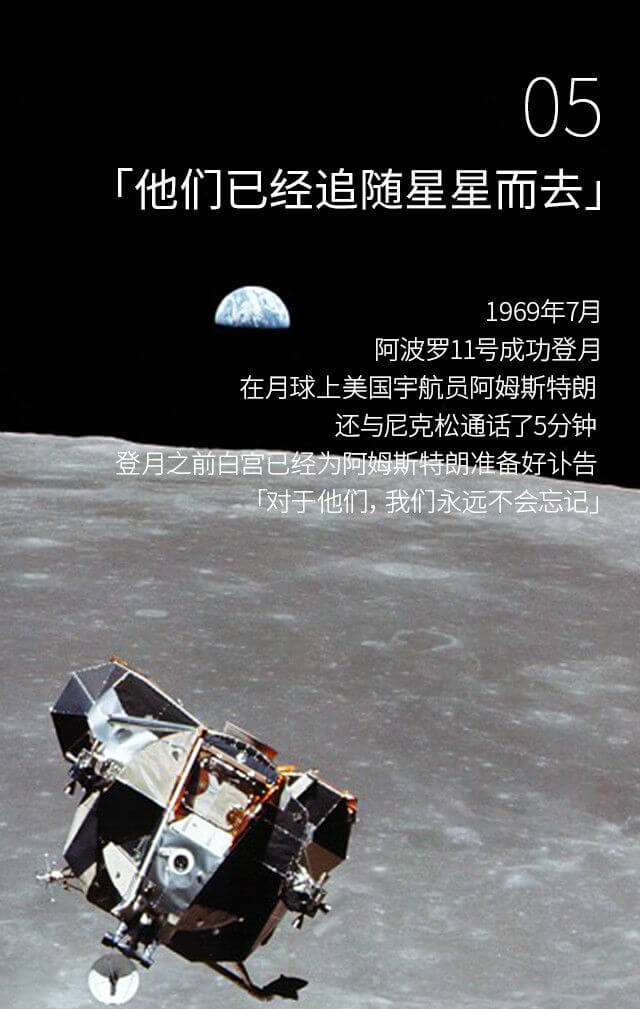 05
「他们已经追随星星而去」
1969年7月
阿波罗11号成功登月
在月球上美国宇航员阿姆斯特朗
还与尼克松通话了5分钟
登月之前白宫已经为阿姆斯特朗准备好讣告
「对于他们，我们永远不会忘记」